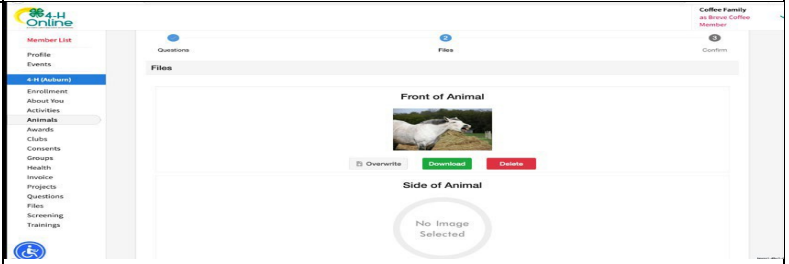 4-H
Online
Coffee Family
as Breve Coffee
Member
Member List
Profile
Events
4-H (Auburn)
Enrollment
About You
Activities
Animals
Awards
Clubs
Consents
Groups
Health
Invoice
Projects
Questions
Files
Screening
Trainings
2
3
Questions
Files
Confirm
Files
Front of Animal
Overwrite
Download
Delete
Side of Animal
No Image
Selected